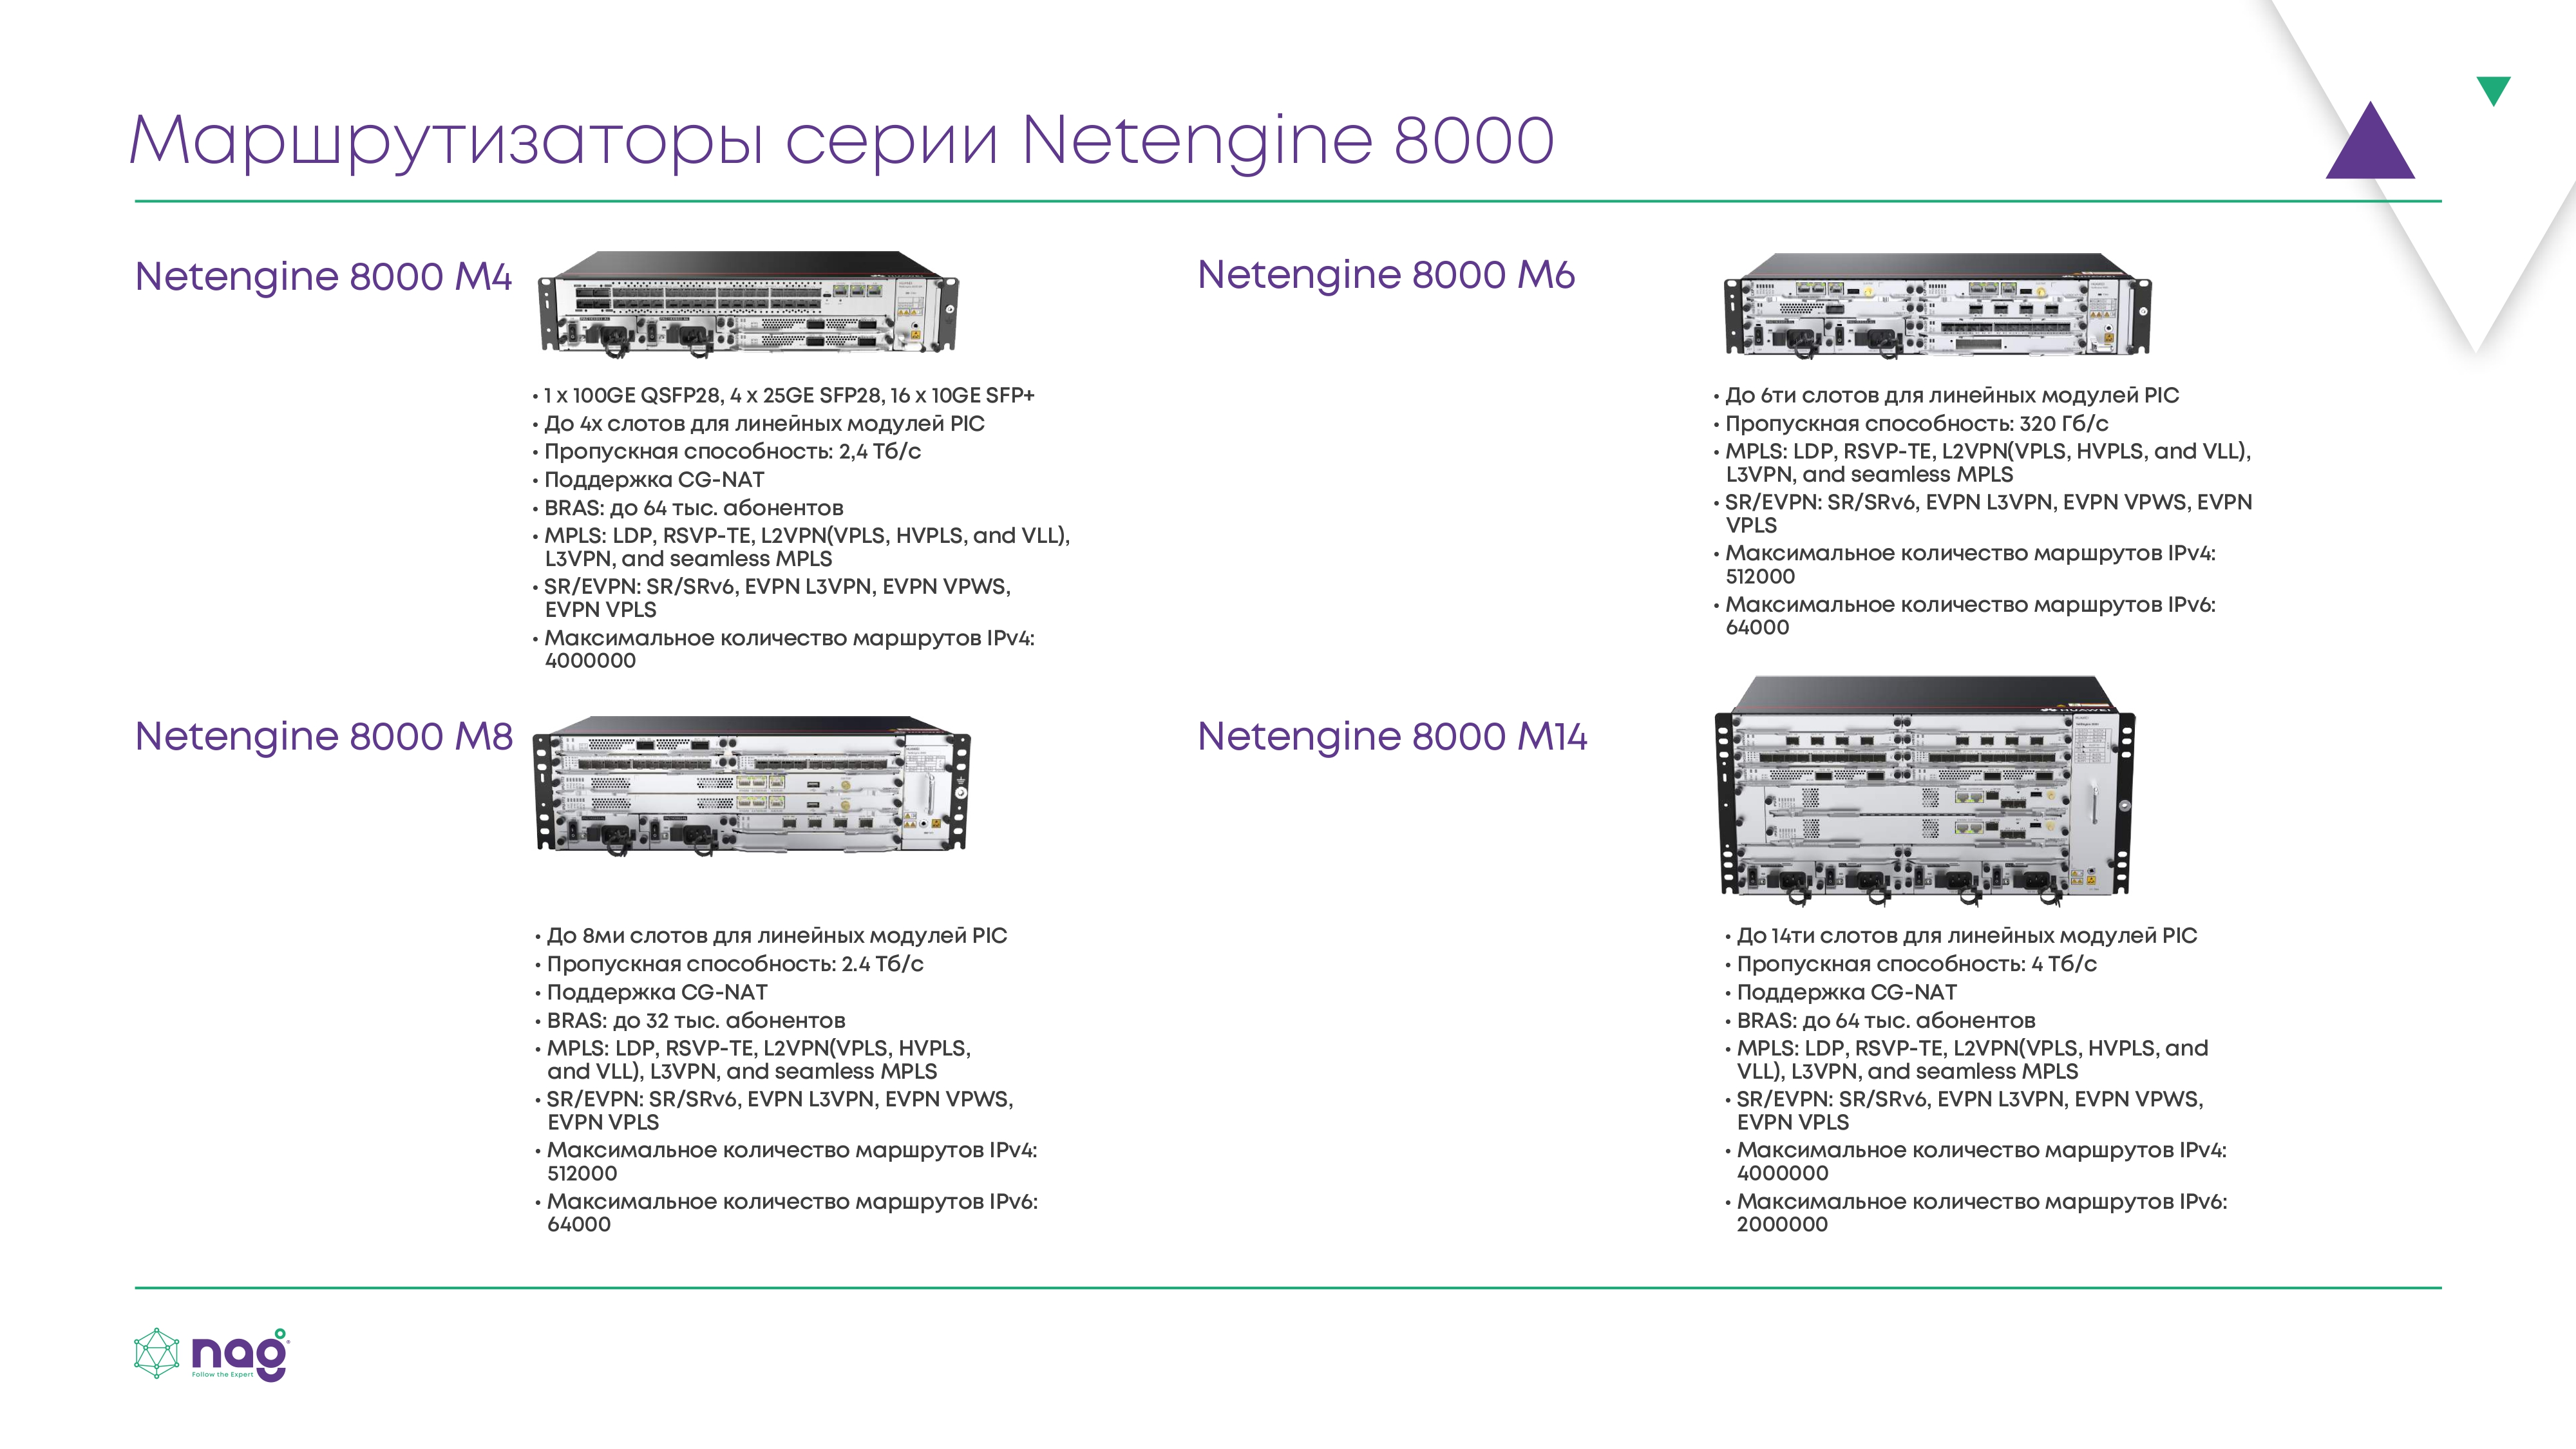 Маршрутизаторы серии Netengine 8000
Netengine 8000 M4
• 1 x 100GE QSFP28, 4 x 25GE SFP28, 16 x 10GE SFP+
• До 4х слотов для линейных модулей PIC
• Пропускная способность: 2,4 Тб/с
• Поддержка CG-NAT
• BRAS: до 64 тыс. абонентов
• MPLS: LDP, RSVP-TE, L2VPN(VPLS, HVPLS, and VLL),
L3VPN, and seamless MPLS
• SR/EVPN: SR/SRv6, EVPN L3VPN, EVPN VPWS,
EVPN VPLS
• Максимальное количество маршрутов IPv4:
4000000
Netengine 8000 M6
• До 6ти слотов для линейных модулей PIC
• Пропускная способность: 320 Гб/с
• MPLS: LDP, RSVP-TE, L2VPN(VPLS, HVPLS, and VLL),
L3VPN, and seamless MPLS
• SR/EVPN: SR/SRv6, EVPN L3VPN, EVPN VPWS, EVPN
VPLS
• Максимальное количество маршрутов IPv4:
512000
• Максимальное количество маршрутов IPv6:
64000
Netengine 8000 M8
• До 8ми слотов для линейных модулей PIC
• Пропускная способность: 2.4 Тб/с
• Поддержка CG-NAT
• BRAS: до 32 тыс. абонентов
• MPLS: LDP, RSVP-TE, L2VPN(VPLS, HVPLS,
and VLL), L3VPN, and seamless MPLS
• SR/EVPN: SR/SRv6, EVPN L3VPN, EVPN VPWS,
EVPN VPLS
• Максимальное количество маршрутов IPv4:
512000
• Максимальное количество маршрутов IPv6:
64000
Netengine 8000 M14
HUAWEI
• До 14ти слотов для линейных модулей PIC
• Пропускная способность: 4 Тб/с
• Поддержка CG-NAT
• BRAS: до 64 тыс. абонентов
• MPLS: LDP, RSVP-TE, L2VPN(VPLS, HVPLS, and
VLL), L3VPN, and seamless MPLS
• SR/EVPN: SR/SRv6, EVPN L3VPN, EVPN VPWS,
EVPN VPLS
• Максимальное количество маршрутов IPv4:
4000000
• Максимальное количество маршрутов IPv6:
2000000
nag
Follow the Expert